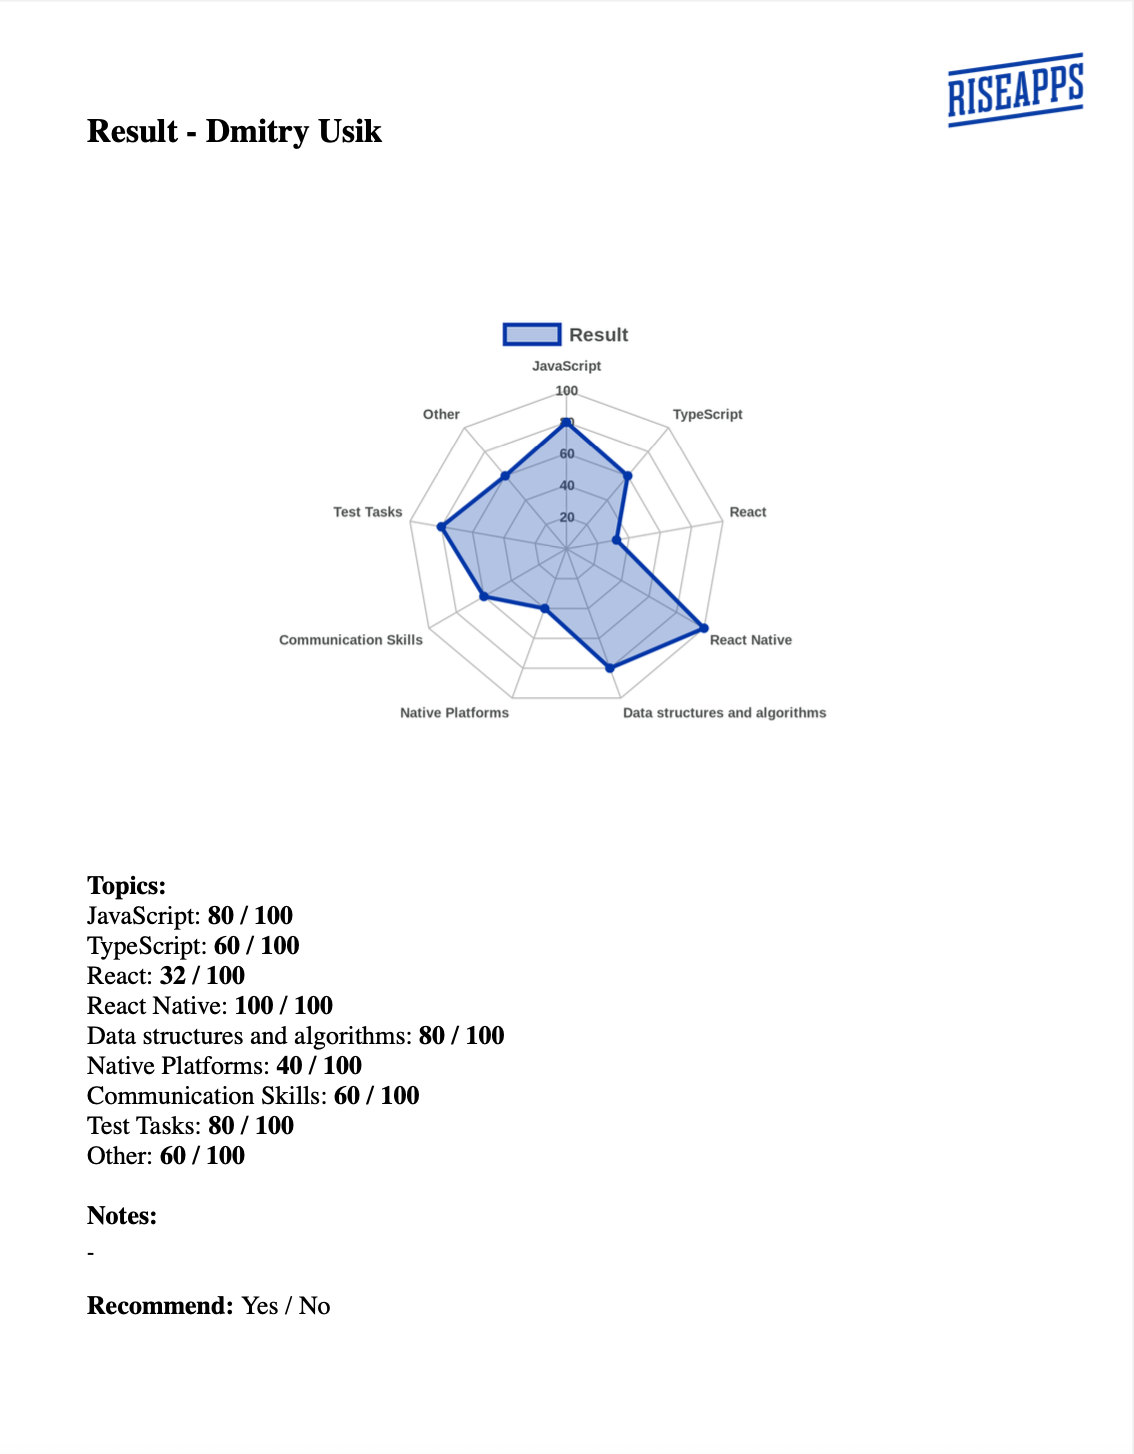 RISEAPPS
Result - Dmitry Usik
Result
JavaScript
100
Other
TypeScript
80
60
40
20
Test Tasks
React
Communication Skills
React Native
Native Platforms
Data structures and algorithms
Topics:
JavaScript: 80 / 100
TypeScript: 60 / 100
React: 32 / 100
React Native: 100 / 100
Data structures and algorithms: 80 / 100
Native Platforms: 40 / 100
Communication Skills: 60 / 100
Test Tasks: 80 / 100
Other: 60 / 100
Notes:
-
Recommend: Yes / No